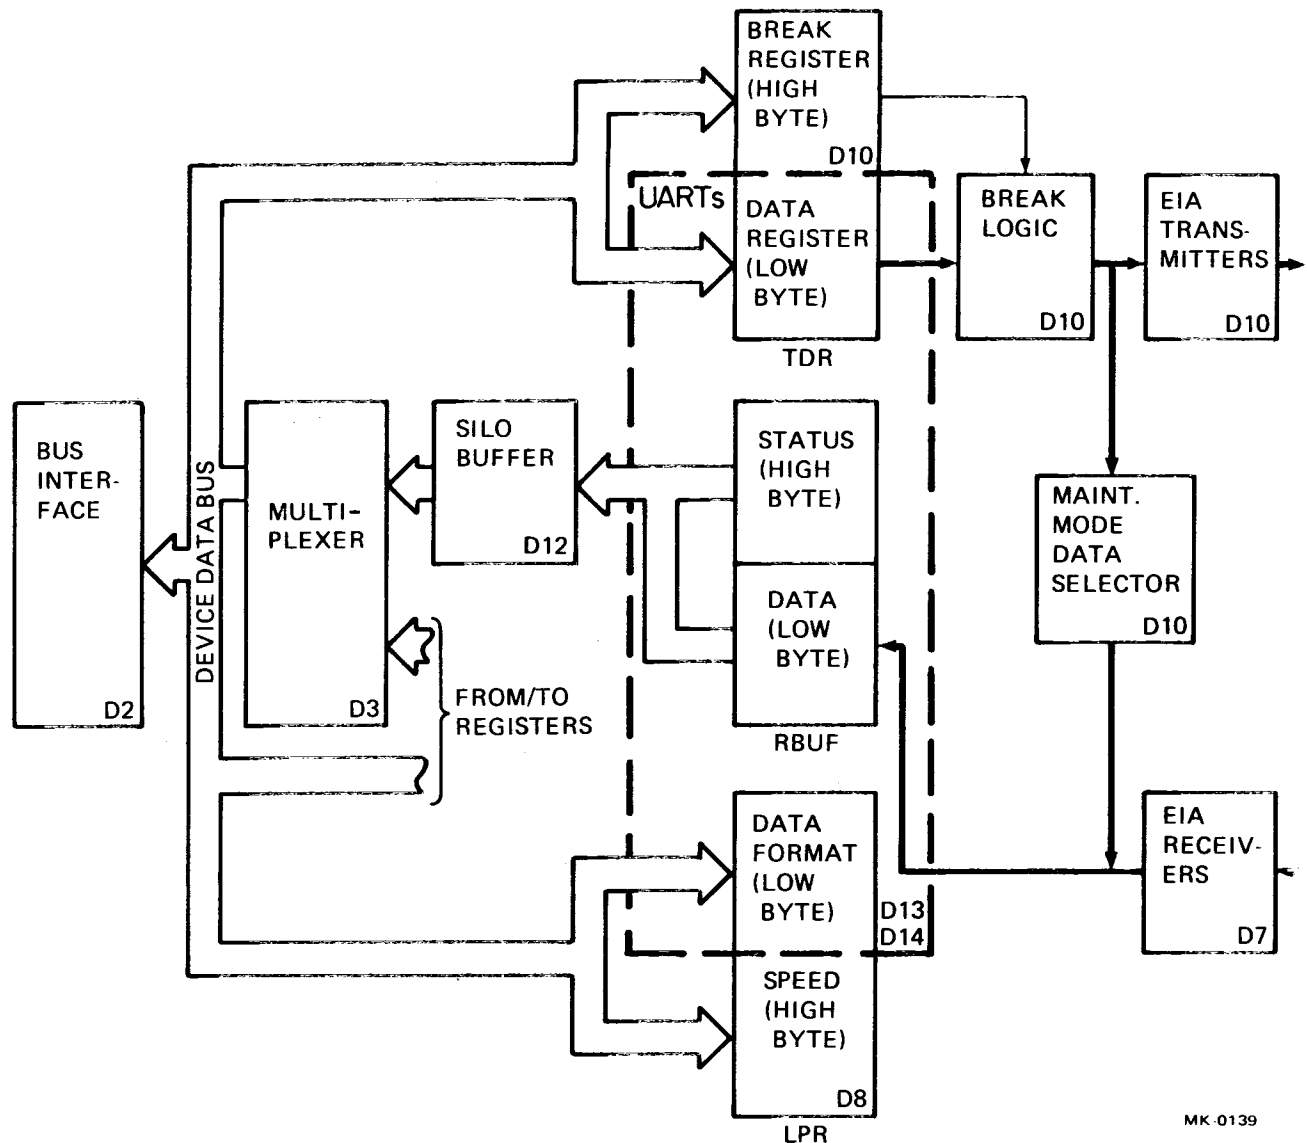 BREAK
REGISTER
(HIGH
BYTE)
D10
UARTs
DATA
REGISTER
(LOW
BYTE)
TDR
BREAK
LOGIC
D10
EIA
TRANS-
MITTERS
D10
BUS
INTER-
FACE
D2
DEVICE DATA BUS
MULTI-
PLEXER
D3
SILO
BUFFER
D12
STATUS
(HIGH
BYTE)
DATA
(LOW
BYTE)
RBUF
MAINT.
MODE
DATA
SELECTOR
D10
FROM/TO
REGISTERS
DATA
FORMAT
(LOW
BYTE)
D13
D14
SPEED
(HIGH
BYTE)
D8
LPR
EIA
RECEIV-
ERS
D7
MK-0139